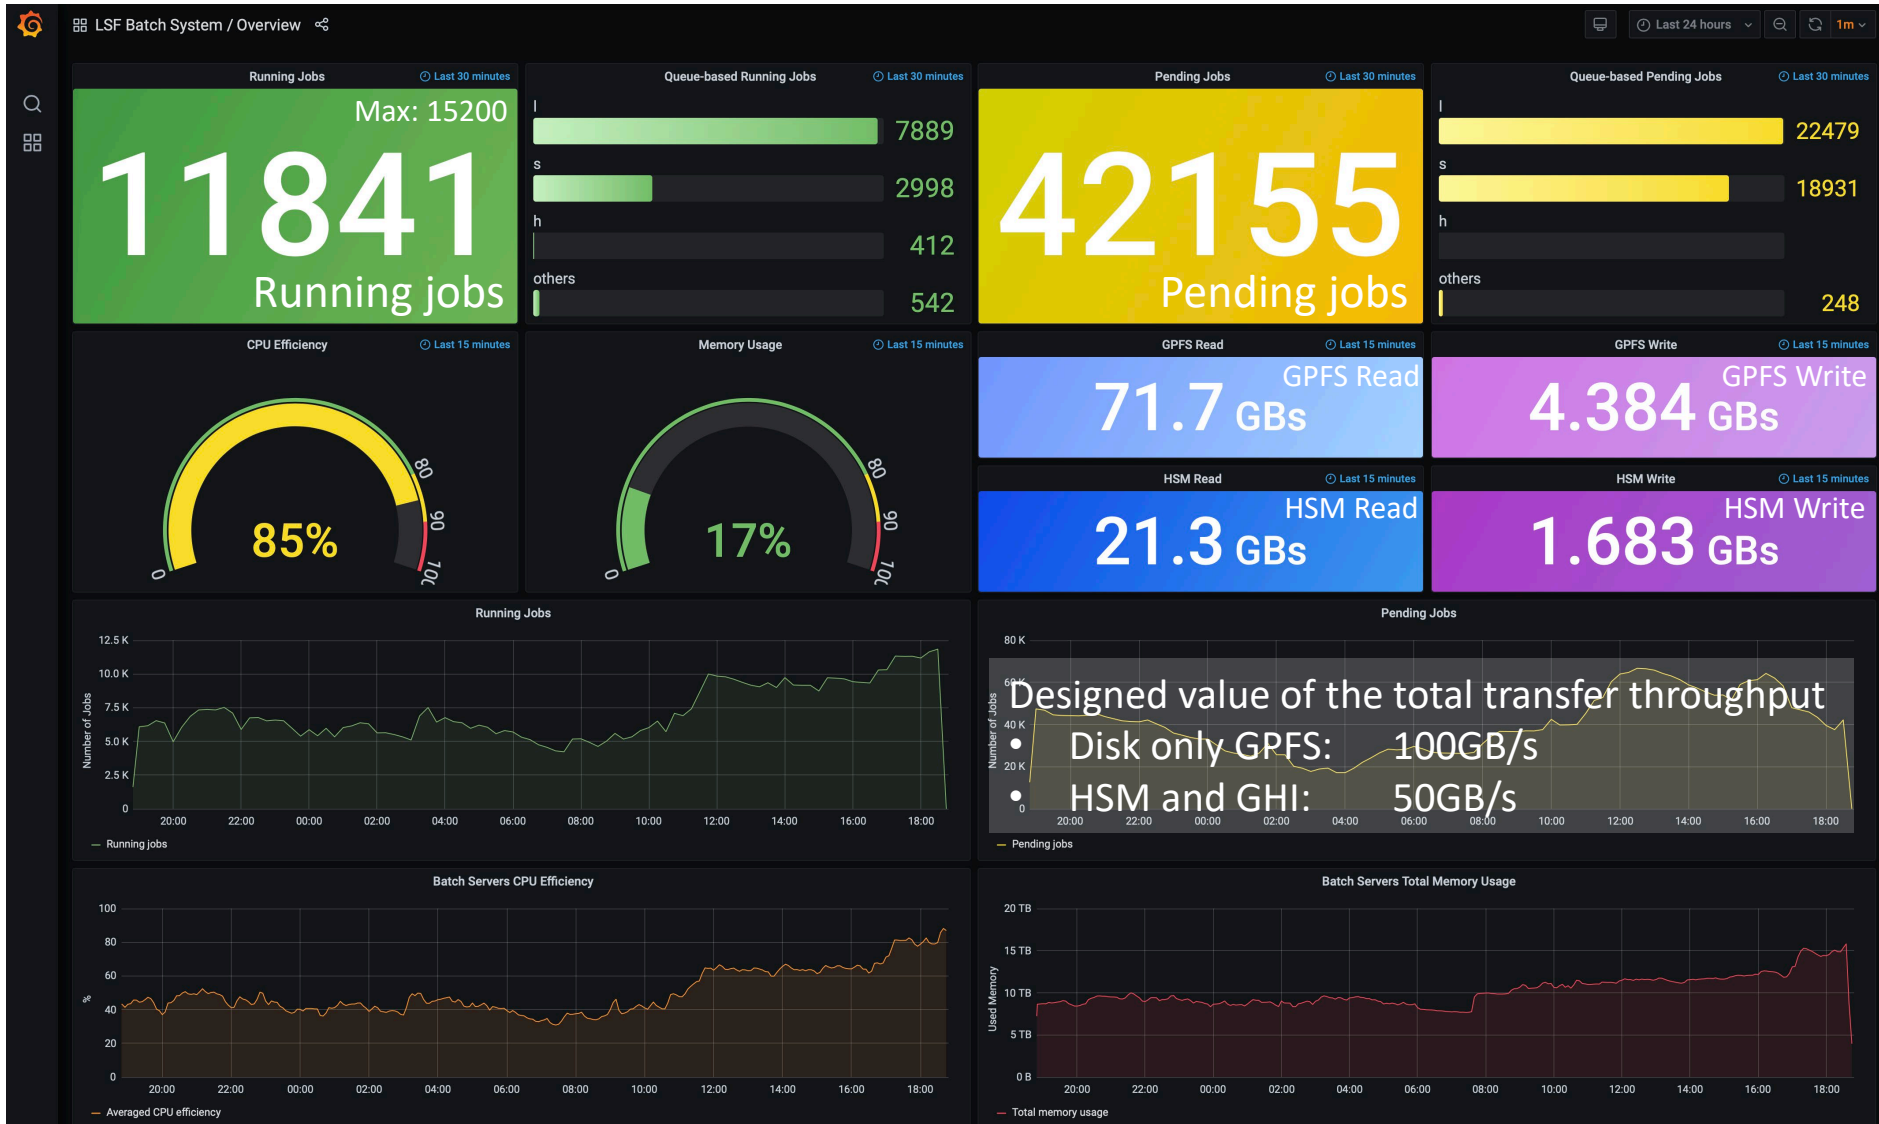 LSF Batch System / Overview
Last 24 hours
1m
Running Jobs
Last 30 minutes
Max: 15200
11841
Running jobs
Queue-based Running Jobs
Last 30 minutes
l
7889
s
2998
h
412
others
542
Pending Jobs
Last 30 minutes
42155
Pending jobs
Queue-based Pending Jobs
Last 30 minutes
l
22479
s
18931
h
others
248
CPU Efficiency
Last 15 minutes
0
80
90
100
85%
Memory Usage
Last 15 minutes
0
80
90
100
17%
GPFS Read
Last 15 minutes
GPFS Read
71.7 GBs
GPFS Write
Last 15 minutes
GPFS Write
4.384 GBs
HSM Read
Last 15 minutes
HSM Read
21.3 GBs
HSM Write
Last 15 minutes
HSM Write
1.683 GBs
Running Jobs
Number of Jobs
12.5 K
10.0 K
7.5 K
5.0 K
2.5 K
0
20:00 22:00 00:00 02:00 04:00 06:00 08:00 10:00 12:00 14:00 16:00 18:00
Running jobs
Pending Jobs
Number of Jobs
80 K
60 K
40 K
20 K
0
Designed value of the total transfer throughput
• Disk only GPFS: 100GB/s
• HSM and GHI: 50GB/s
20:00 22:00 00:00 02:00 04:00 06:00 08:00 10:00 12:00 14:00 16:00 18:00
Pending jobs
Batch Servers CPU Efficiency
%
100
80
60
40
20
0
20:00 22:00 00:00 02:00 04:00 06:00 08:00 10:00 12:00 14:00 16:00 18:00
Averaged CPU efficiency
Batch Servers Total Memory Usage
Used Memory
20 TB
15 TB
10 TB
5 TB
0 B
20:00 22:00 00:00 02:00 04:00 06:00 08:00 10:00 12:00 14:00 16:00 18:00
Total memory usage